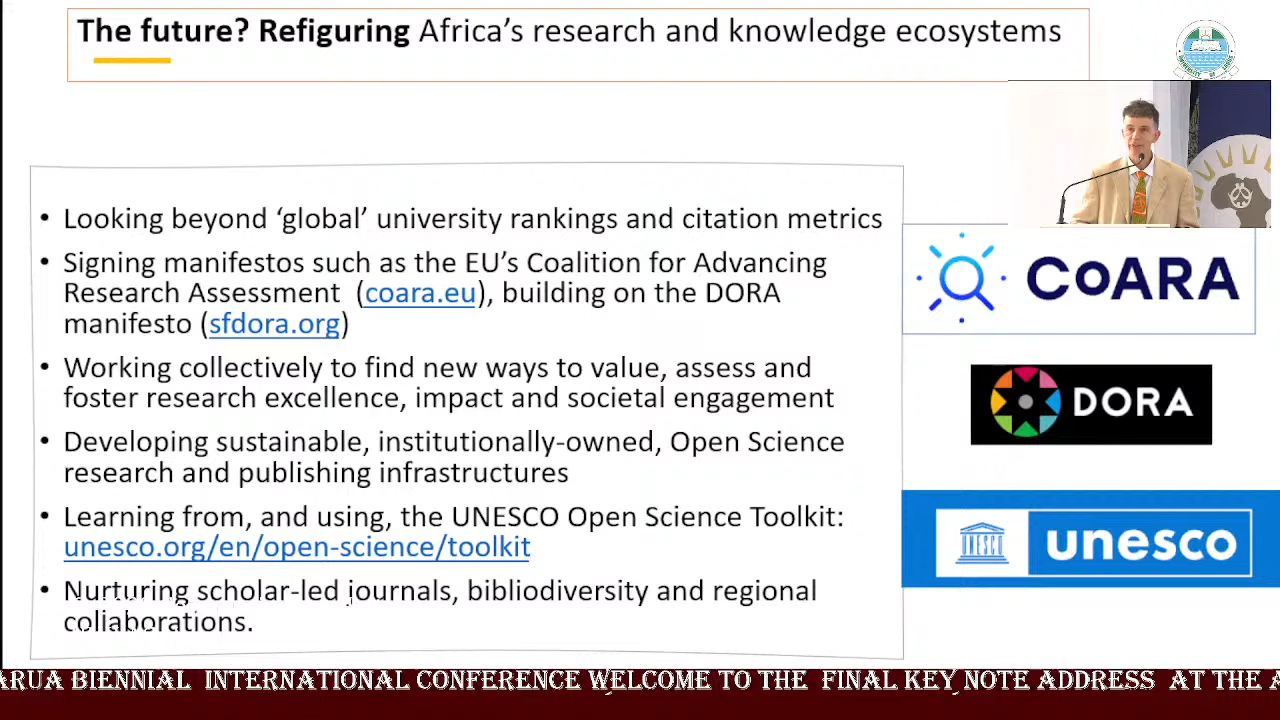 The future? Refiguring Africa's research and knowledge ecosystems
• Looking beyond ‘global’ university rankings and citation metrics
• Signing manifestos such as the EU's Coalition for Advancing
Research Assessment (coara.eu), building on the DORA
manifesto (sfdora.org)
• Working collectively to find new ways to value, assess and
foster research excellence, impact and societal engagement
• Developing sustainable, institutionally-owned, Open Science
research and publishing infrastructures
• Learning from, and using, the UNESCO Open Science Toolkit:
unesco.org/en/open-science/toolkit
• Nurturing scholar-led journals, bibliodiversity and regional
collaborations.
CoARA
DORA
unesco
ARUA BIENNIAL INTERNATIONAL CONFERENCE WELCOME TO THE FINAL KEY NOTE ADDRESS AT THE A